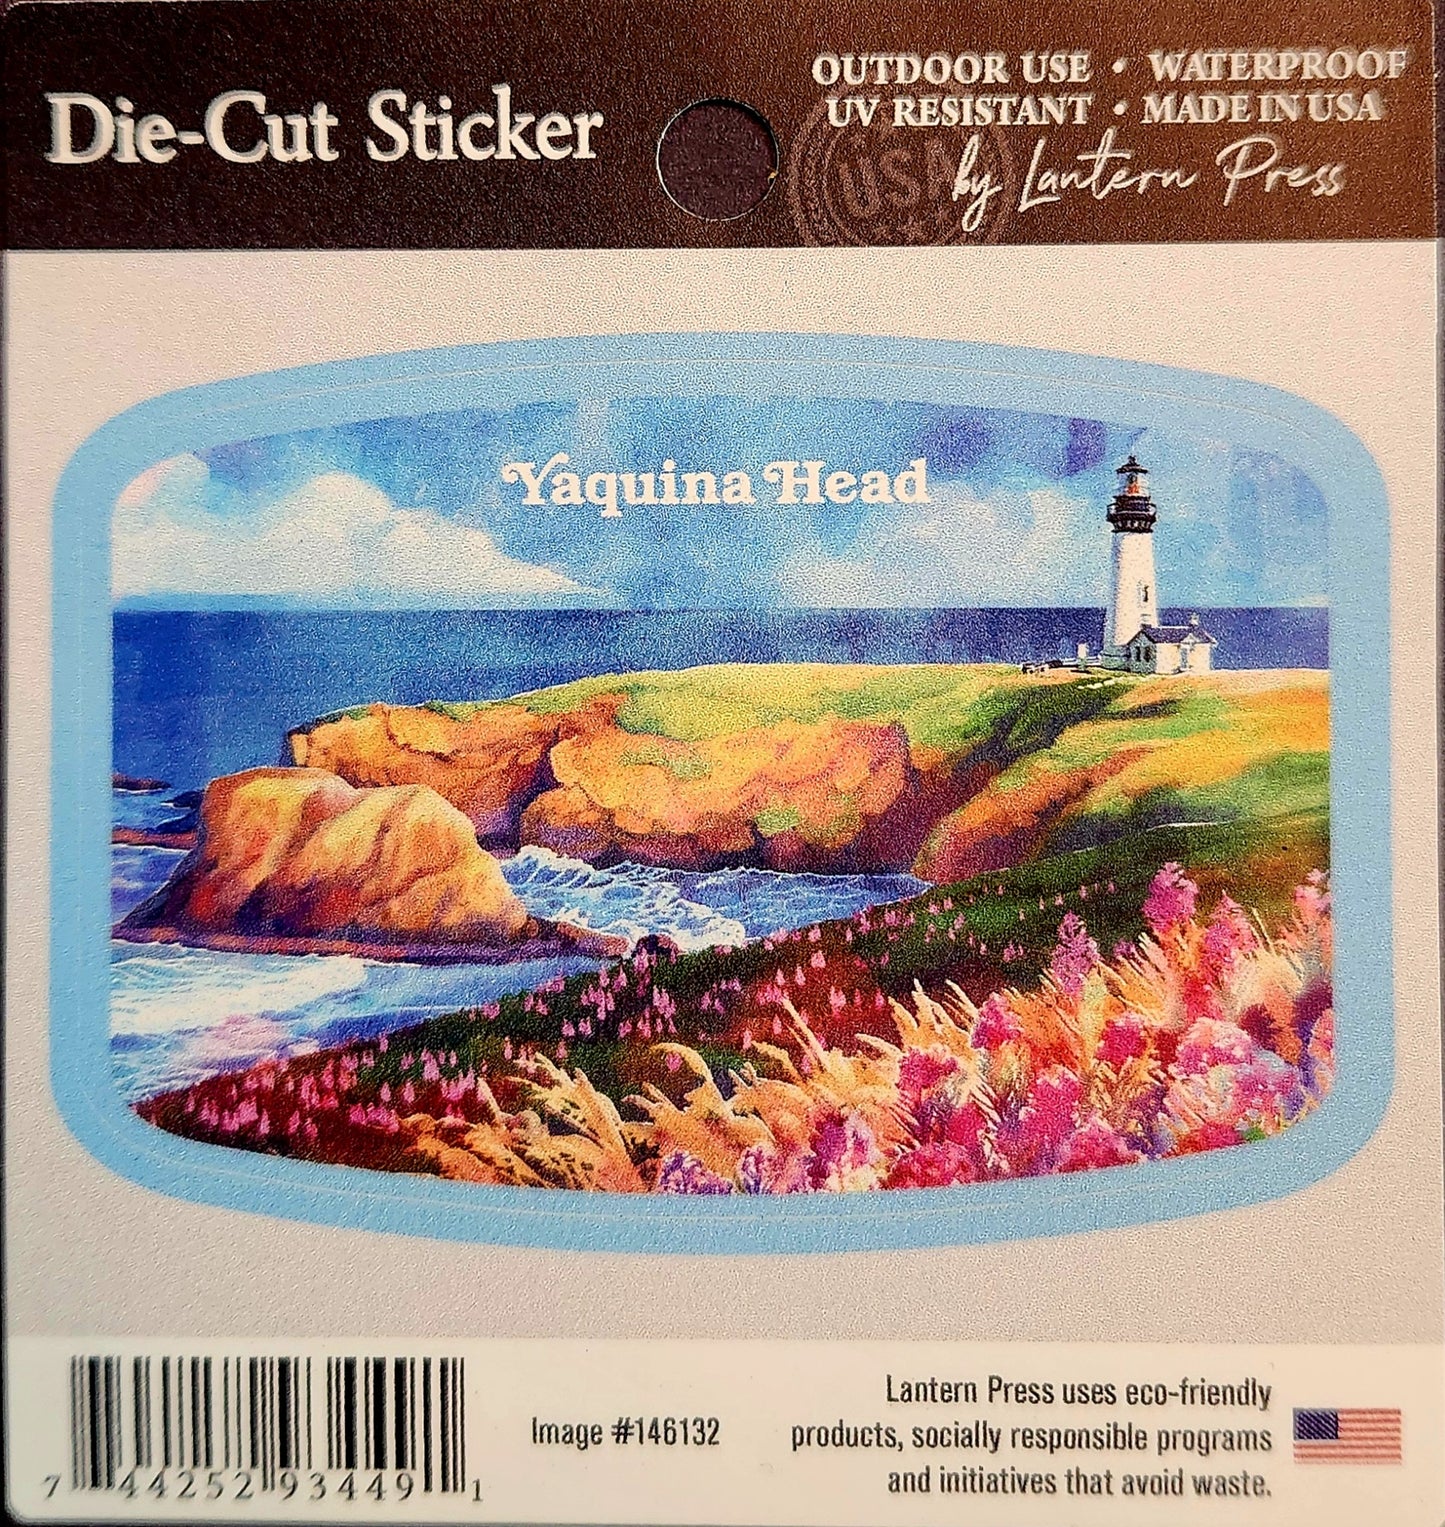 Die-Cut Sticker
OUTDOOR USE • WATERPROOF
UV RESISTANT • MADE IN USA
USA
by Lantern Press
Yaquina Head
7 44252 93449 1
Image #146132
Lantern Press uses eco-friendly
products, socially responsible programs
and initiatives that avoid waste.